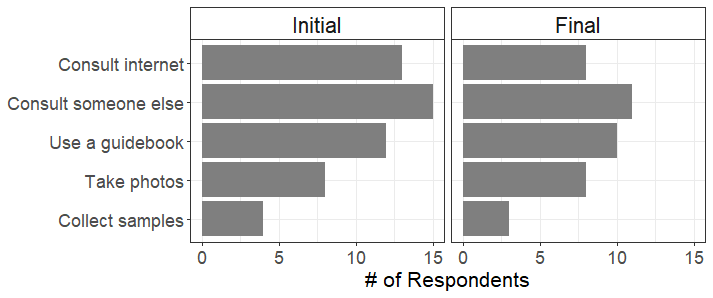 Initial
Final
Consult internet
Consult someone else
Use a guidebook
Take photos
Collect samples
0 5 10 15 0 5 10 15
# of Respondents